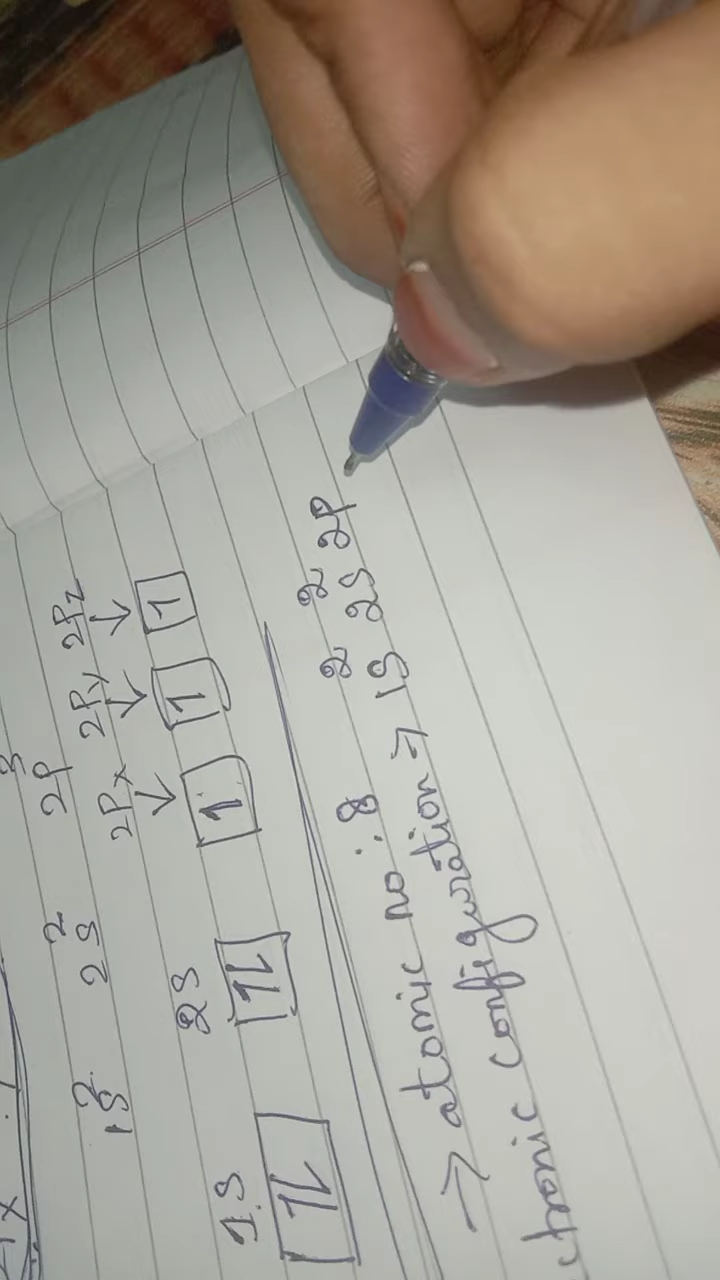 1s² 2s² 2p³
2Px 2Py 2Pz
1s 2s ↓ ↓ ↓
1L 1L 1 1 1
→ atomic no : 8
ctronic configuration → 1s² 2s² 2p